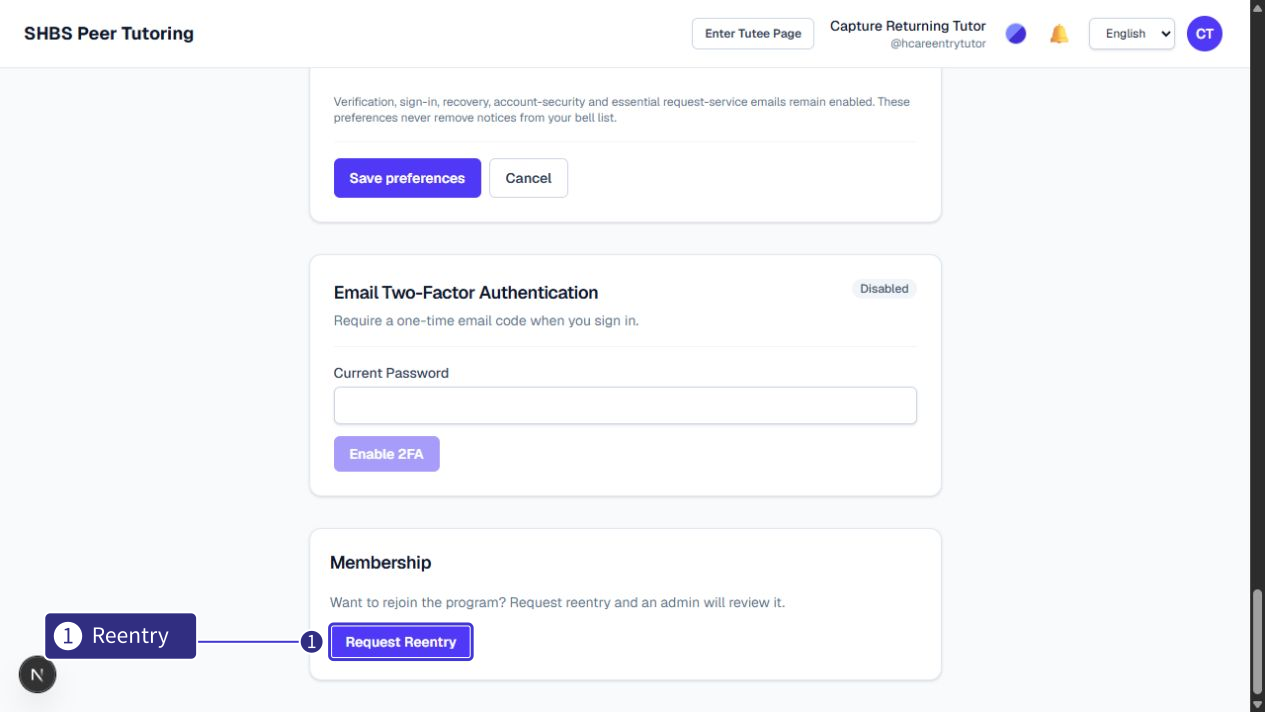 SHBS Peer Tutoring
Enter Tutee Page
Capture Returning Tutor
@hcareentrytutor
English
CT
Verification, sign-in, recovery, account-security and essential request-service emails remain enabled. These
preferences never remove notices from your bell list.
Save preferences
Cancel
Email Two-Factor Authentication
Disabled
Require a one-time email code when you sign in.
Current Password
Enable 2FA
Membership
Want to rejoin the program? Request reentry and an admin will review it.
1 Reentry
1
Request Reentry
N